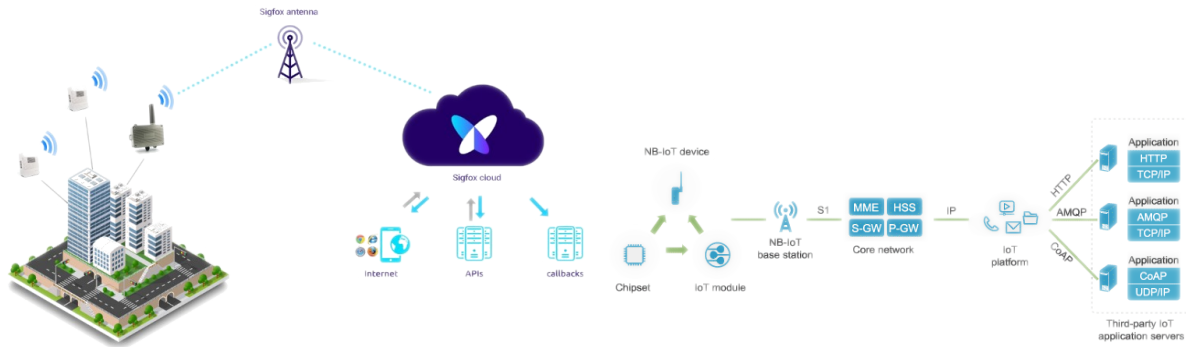 Sigfox antenna
Sigfox cloud
Internet
APIs
callbacks
NB-IoT device
Chipset
IoT module
NB-IoT
base station
S1
MME
HSS
S-GW
P-GW
Core network
IP
IoT
platform
HTTP
AMQP
CoAP
Application
HTTP
TCP/IP
Application
AMQP
TCP/IP
Application
CoAP
UDP/IP
Third-party IoT
application servers